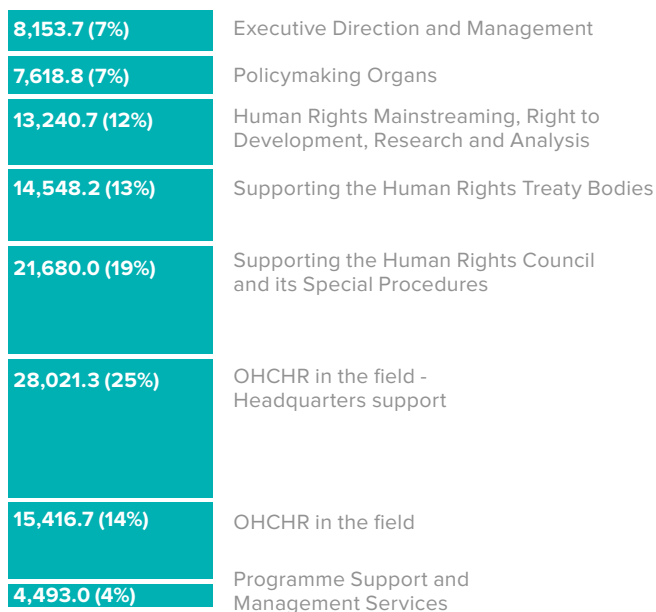 8,153.7 (7%) Executive Direction and Management
7,618.8 (7%) Policymaking Organs
13,240.7 (12%) Human Rights Mainstreaming, Right to
Development, Research and Analysis
14,548.2 (13%) Supporting the Human Rights Treaty Bodies
21,680.0 (19%) Supporting the Human Rights Council
and its Special Procedures
28,021.3 (25%) OHCHR in the field -
Headquarters support
15,416.7 (14%) OHCHR in the field
4,493.0 (4%) Programme Support and
Management Services